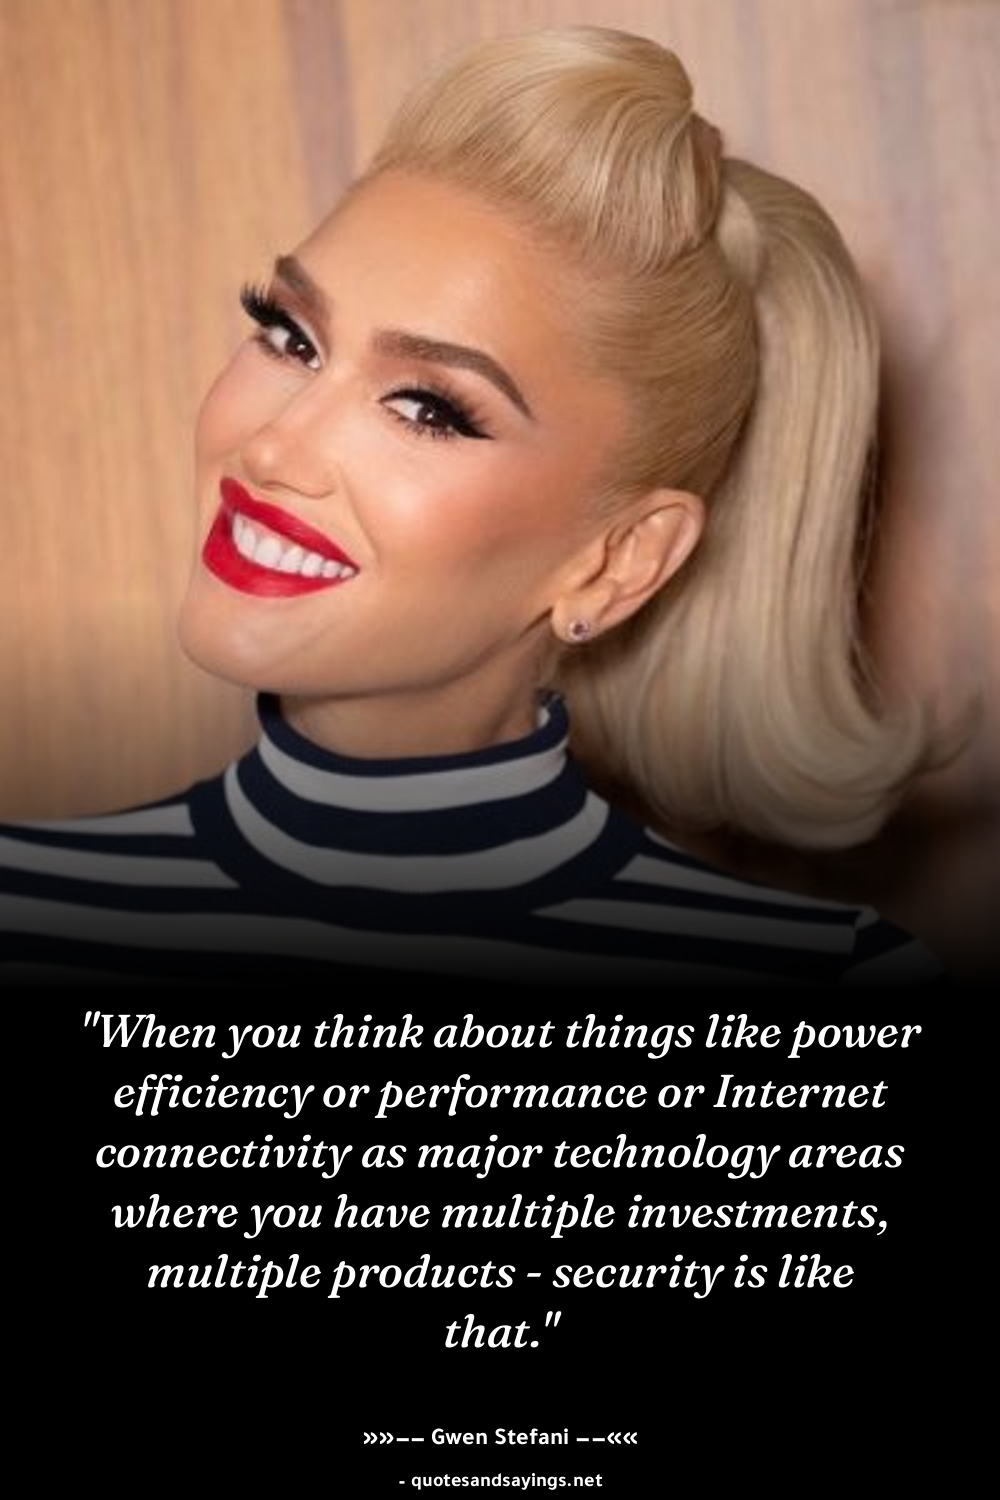 "When you think about things like power
efficiency or performance or Internet
connectivity as major technology areas
where you have multiple investments,
multiple products - security is like
that."
»»−− Gwen Stefani −−««
- quotesandsayings.net